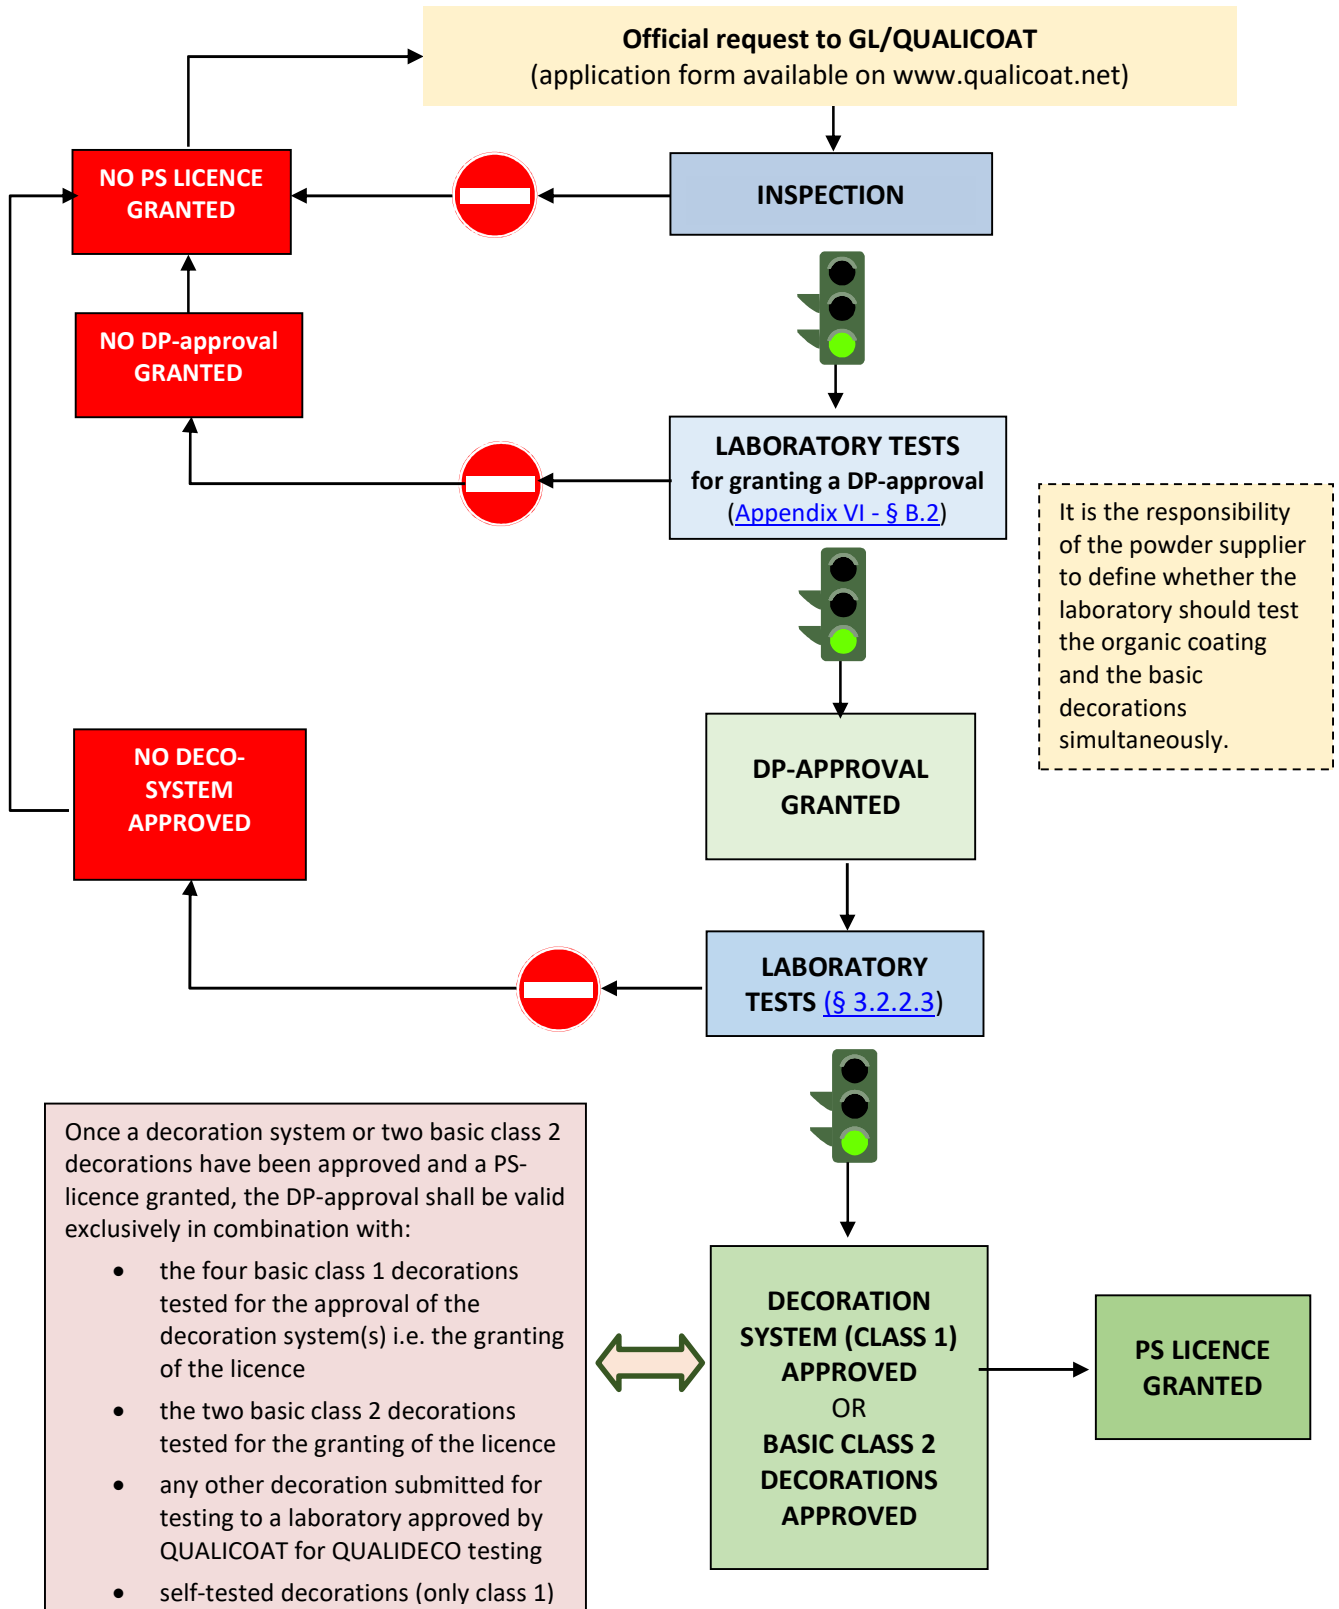 Official request to GL/QUALICOAT
(application form available on www.qualicoat.net)
NO PS LICENCE
GRANTED
INSPECTION
NO DP-approval
GRANTED
LABORATORY TESTS
for granting a DP-approval
(Appendix VI - § B.2)
It is the responsibility
of the powder supplier
to define whether the
laboratory should test
the organic coating
and the basic
decorations
simultaneously.
NO DECO-
SYSTEM
APPROVED
DP-APPROVAL
GRANTED
LABORATORY
TESTS (§ 3.2.2.3)
Once a decoration system or two basic class 2
decorations have been approved and a PS-
licence granted, the DP-approval shall be valid
exclusively in combination with:
• the four basic class 1 decorations
tested for the approval of the
decoration system(s) i.e. the granting
of the licence
• the two basic class 2 decorations
tested for the granting of the licence
• any other decoration submitted for
testing to a laboratory approved by
QUALICOAT for QUALIDECO testing
• self-tested decorations (only class 1)
DECORATION
SYSTEM (CLASS 1)
APPROVED
OR
BASIC CLASS 2
DECORATIONS
APPROVED
PS LICENCE
GRANTED